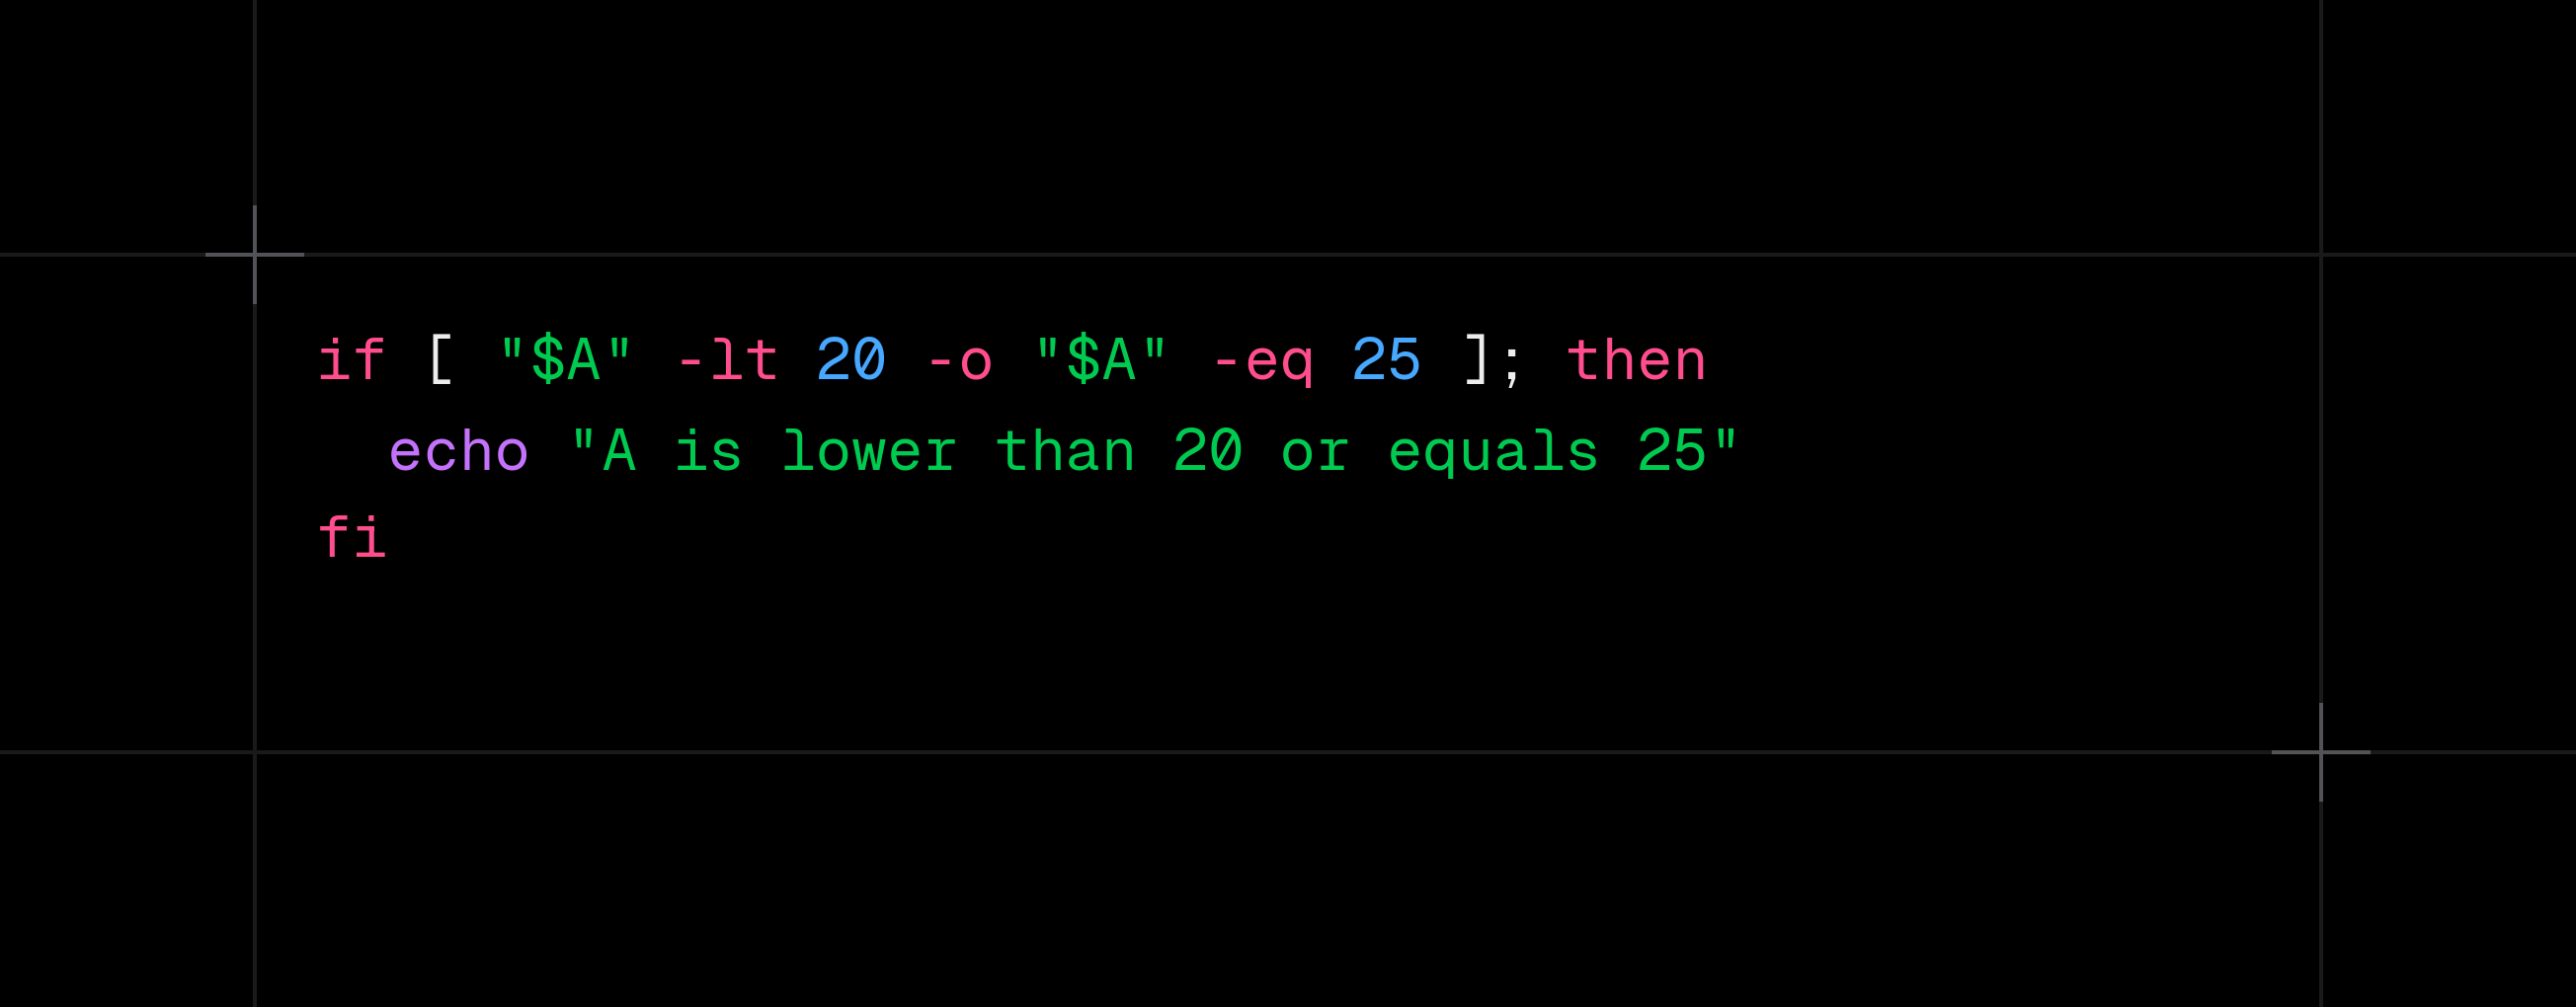 if [ "$A" -lt 20 -o "$A" -eq 25 ]; then
  echo "A is lower than 20 or equals 25"
fi